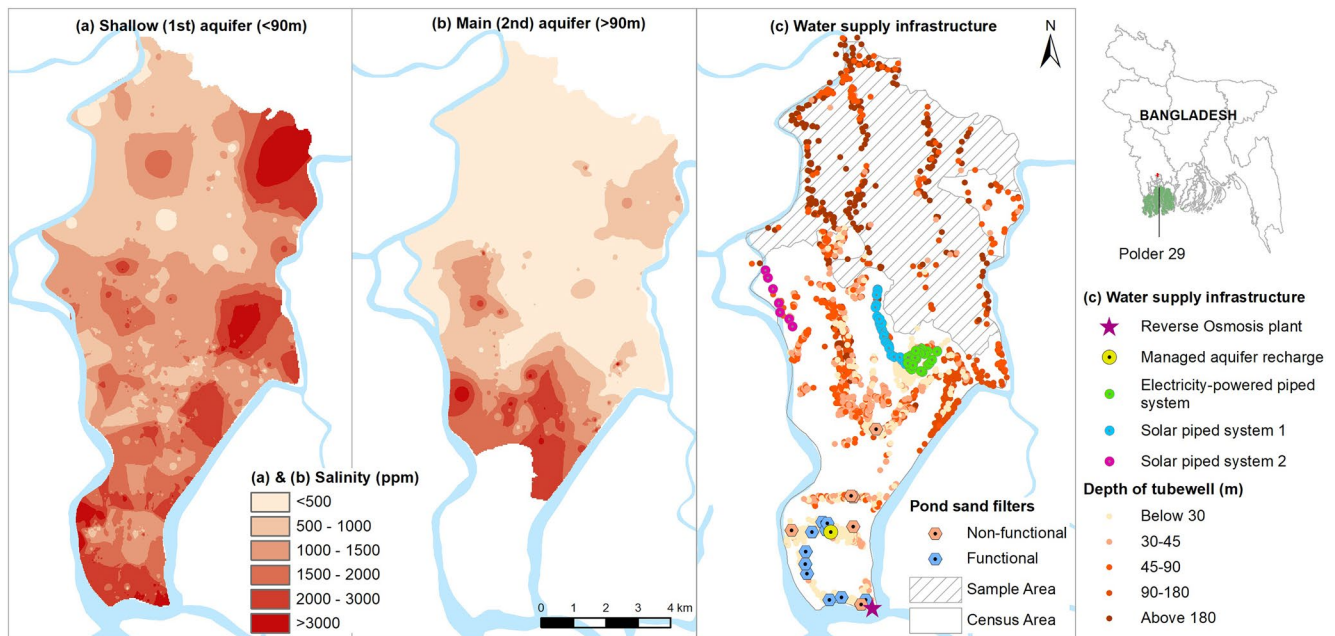 (a) Shallow (1st) aquifer (<90m)
(b) Main (2nd) aquifer (>90m)
(c) Water supply infrastructure
N
BANGLADESH
Polder 29
(a) & (b) Salinity (ppm)
<500
500 - 1000
1000 - 1500
1500 - 2000
2000 - 3000
>3000
0 1 2 3 4 km
Pond sand filters
Non-functional
Functional
Sample Area
Census Area
(c) Water supply infrastructure
Reverse Osmosis plant
Managed aquifer recharge
Electricity-powered piped
system
Solar piped system 1
Solar piped system 2
Depth of tubewell (m)
Below 30
30-45
45-90
90-180
Above 180